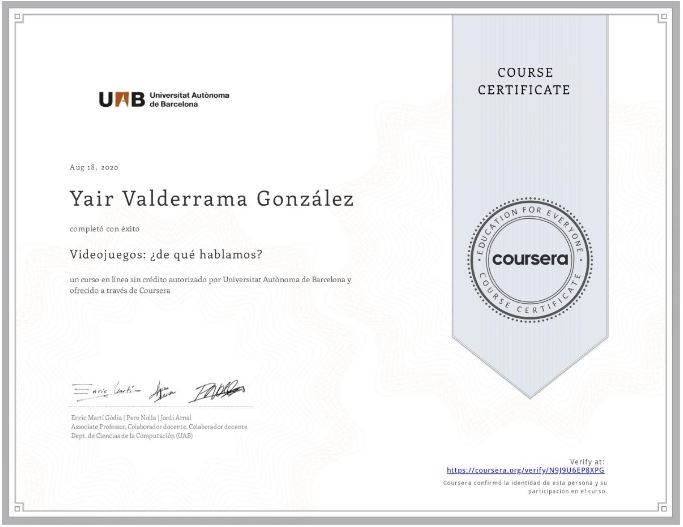 UAB Universitat Autònoma
de Barcelona
COURSE
CERTIFICATE
Aug 18, 2020
Yair Valderrama González
completó con éxito
Videojuegos: ¿de qué hablamos?
un curso en línea sin crédito autorizado por Universitat Autònoma de Barcelona y
ofrecido a través de Coursera
EDUCATION FOR EVERYONE
coursera
COURSE CERTIFICATE
Enric Martí Gòdia | Pere Nolla | Jordi Arnal
Associate Professor, Colaborador docente, Colaborador docente
Dept. de Ciencias de la Computación (UAB)
Verify at:
https://coursera.org/verify/N9J9U6EP8XPG
Coursera confirmó la identidad de esta persona y su
participación en el curso.